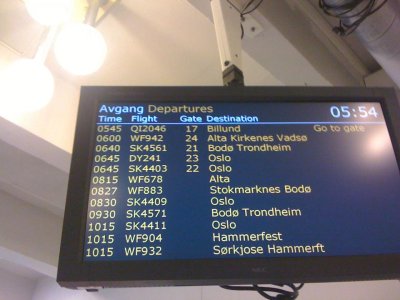 Avgang Departures 05:54
Time Flight Gate Destination
0545 QI2046 17 Billund Go to gate
0600 WF942 24 Alta Kirkenes Vadsø
0640 SK4561 21 Bodø Trondheim
0645 DY241 23 Oslo
0645 SK4403 22 Oslo
0815 WF678 Alta
0827 WF883 Stokmarknes Bodø
0830 SK4409 Oslo
0930 SK4571 Bodø Trondheim
1015 SK4411 Oslo
1015 WF904 Hammerfest
1015 WF932 Sørkjose Hammerft
NEC